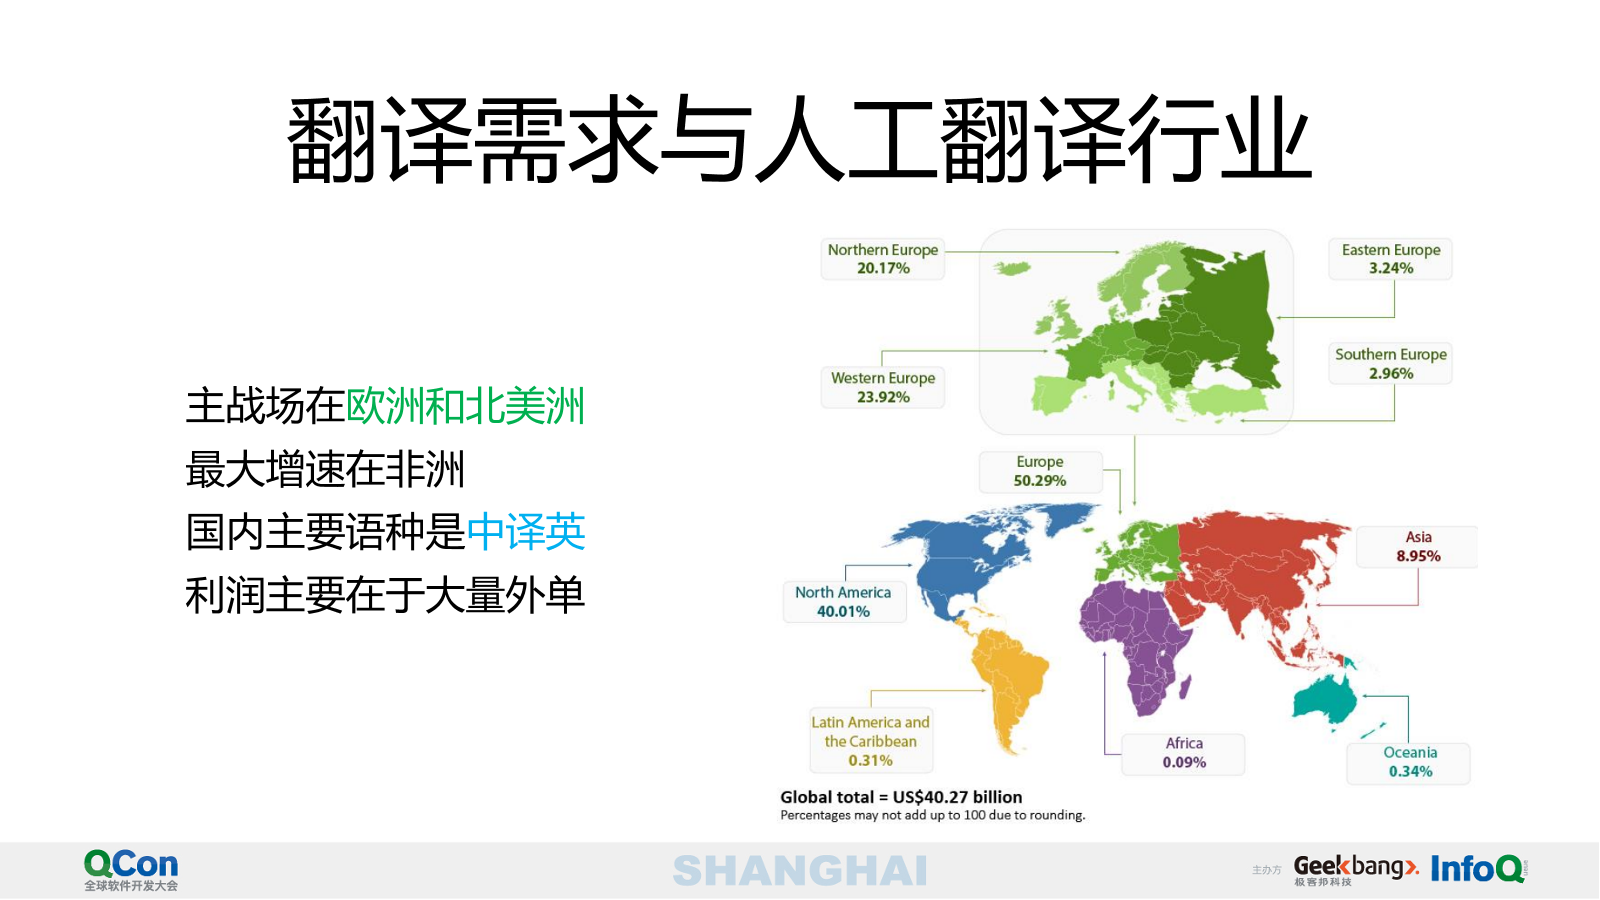 翻译需求与人工翻译行业
主战场在欧洲和北美洲
最大增速在非洲
国内主要语种是中译英
利润主要在于大量外单
Northern Europe
20.17%
Eastern Europe
3.24%
Southern Europe
2.96%
Western Europe
23.92%
Europe
50.29%
Asia
8.95%
North America
40.01%
Latin America and
the Caribbean
0.31%
Africa
0.09%
Oceania
0.34%
Global total = US$40.27 billion
Percentages may not add up to 100 due to rounding.
QCon
全球软件开发大会
SHANGHAI
主办方
Geekbang
极客邦科技
InfoQ